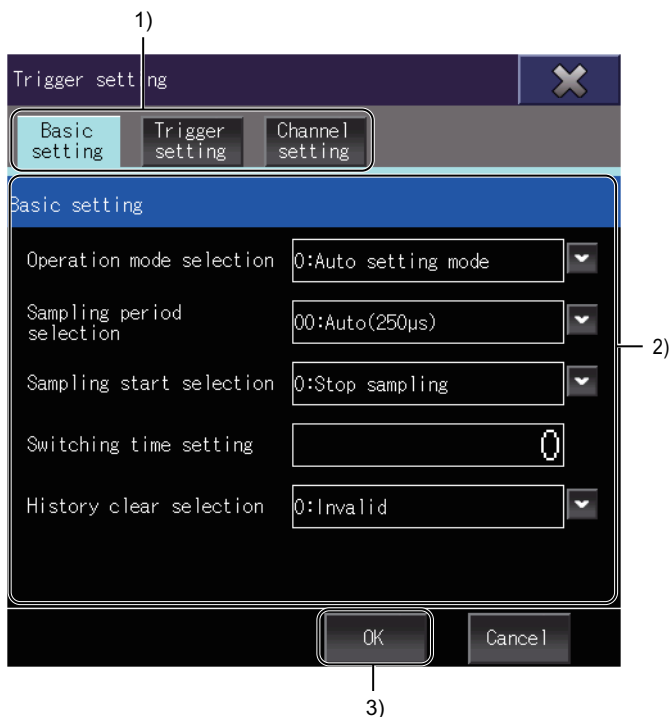 1)
Trigger setting
Basic setting
Trigger setting
Channel setting
Basic setting
Operation mode selection 0:Auto setting mode
Sampling period selection 00:Auto(250μs)
2)
Sampling start selection 0:Stop sampling
Switching time setting 0
History clear selection 0:Invalid
OK
Cancel
3)